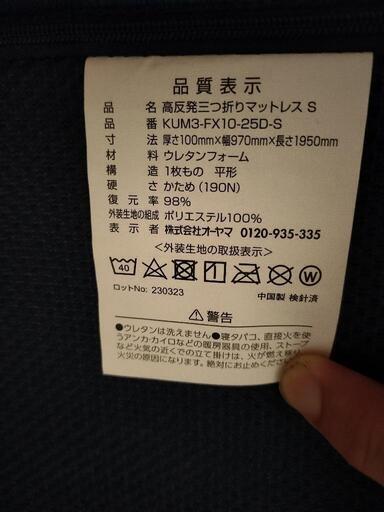 品質表示
品名 高反発三つ折りマットレス S
品番 KUM3-FX10-25D-S
寸法 厚さ100mm×幅970mm×長さ1950mm
材料 ウレタンフォーム
構造 1枚もの 平形
硬さ かため (190N)
復元率 98%
外装生地の組成 ポリエステル100%
表示者 株式会社オーヤマ 0120-935-335
<外装生地の取扱表示>
40 W
ロットNo: 230323 中国製 検針済
⚠警告
●ウレタンは洗えません●寝タバコ、直接火を使
うアンカ・カイロなどの暖房器具の使用、ストーブ
など火気の近くでの立て掛けは、火が燃え移り
火災の原因になります。絶対にお止めくださ